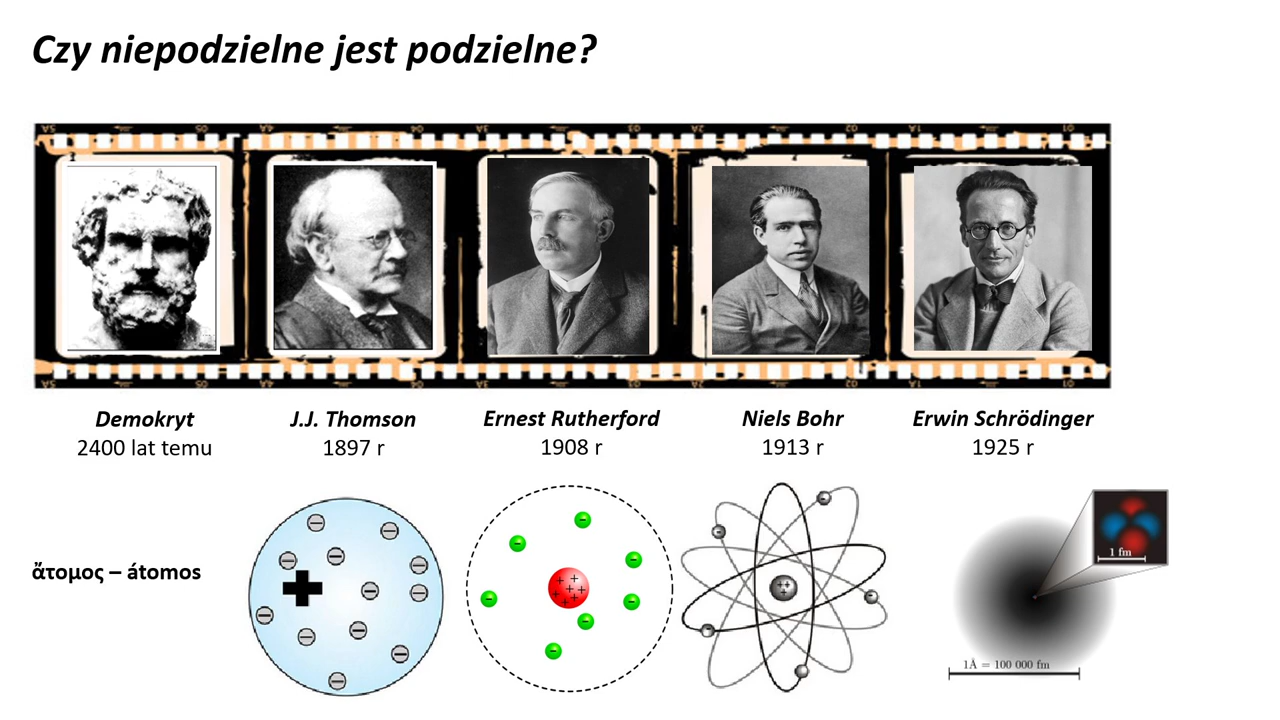 Czy niepodzielne jest podzielne?
Demokryt
2400 lat temu
J.J. Thomson
1897 r
Ernest Rutherford
1908 r
Niels Bohr
1913 r
Erwin Schrödinger
1925 r
ἄτομος – átomos
1 fm
1Å = 100 000 fm